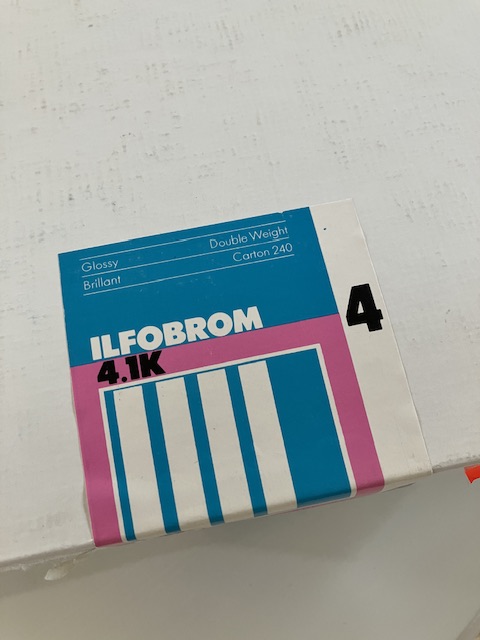 Glossy Double Weight
Brillant Carton 240
ILFOBROM
4.1K
4